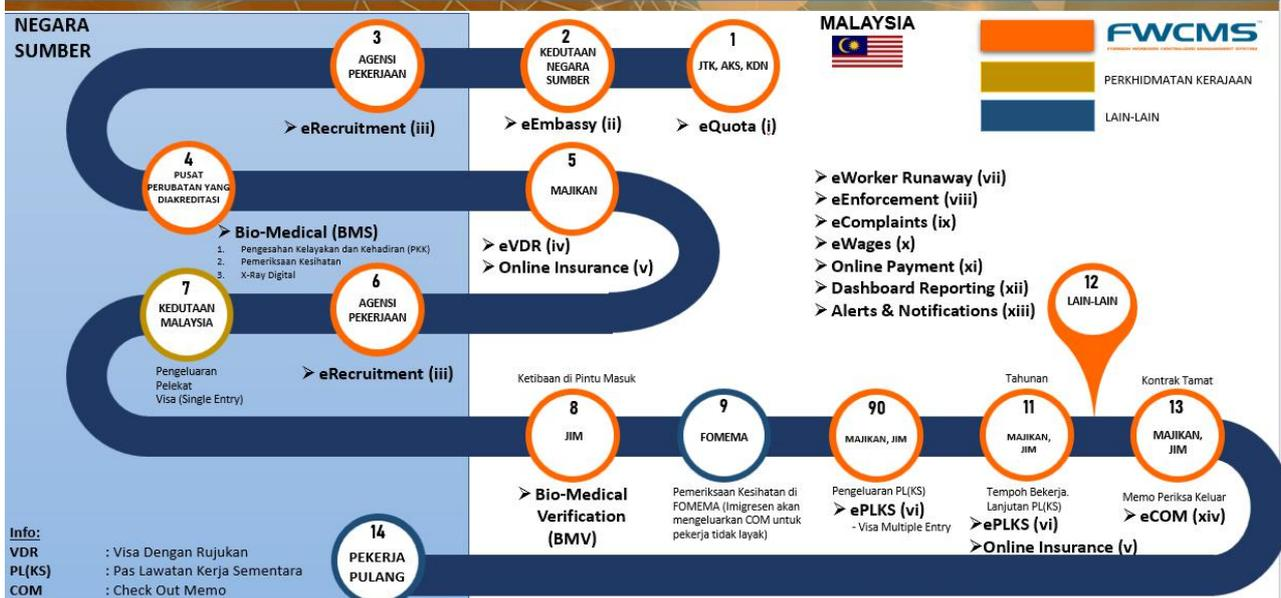 NEGARA
SUMBER
MALAYSIA
FWCMS
FOREIGN WORKERS CENTRALIZED MANAGEMENT SYSTEM
PERKHIDMATAN KERAJAAN
LAIN-LAIN
1
JTK, AKS, KDN
➤ eQuota (i)
2
KEDUTAAN
NEGARA
SUMBER
➤ eEmbassy (ii)
3
AGENSI
PEKERJAAN
➤ eRecruitment (iii)
4
PUSAT
PERUBATAN YANG
DIAKREDITASI
➤ Bio-Medical (BMS)
1. Pengesahan Kelayakan dan Kehadiran (PKK)
2. Pemeriksaan Kesihatan
3. X-Ray Digital
5
MAJIKAN
➤ eVDR (iv)
➤ Online Insurance (v)
➤ eWorker Runaway (vii)
➤ eEnforcement (viii)
➤ eComplaints (ix)
➤ eWages (x)
➤ Online Payment (xi)
➤ Dashboard Reporting (xii)
➤ Alerts & Notifications (xiii)
6
AGENSI
PEKERJAAN
➤ eRecruitment (iii)
7
KEDUTAAN
MALAYSIA
Pengeluaran
Pelekat
Visa (Single Entry)
Ketibaan di Pintu Masuk
8
JIM
➤ Bio-Medical
Verification
(BMV)
9
FOMEMA
Pemeriksaan Kesihatan di
FOMEMA (Imigresen akan
mengeluarkan COM untuk
pekerja tidak layak)
90
MAJIKAN, JIM
Pengeluaran PL(KS)
➤ ePLKS (vi)
- Visa Multiple Entry
Tahunan
11
MAJIKAN,
JIM
Tempoh Bekerja.
Lanjutan PL(KS)
➤ ePLKS (vi)
➤ Online Insurance (v)
12
LAIN-LAIN
Kontrak Tamat
13
MAJIKAN,
JIM
Memo Periksa Keluar
➤ eCOM (xiv)
14
PEKERJA
PULANG
Info:
VDR : Visa Dengan Rujukan
PL(KS) : Pas Lawatan Kerja Sementara
COM : Check Out Memo